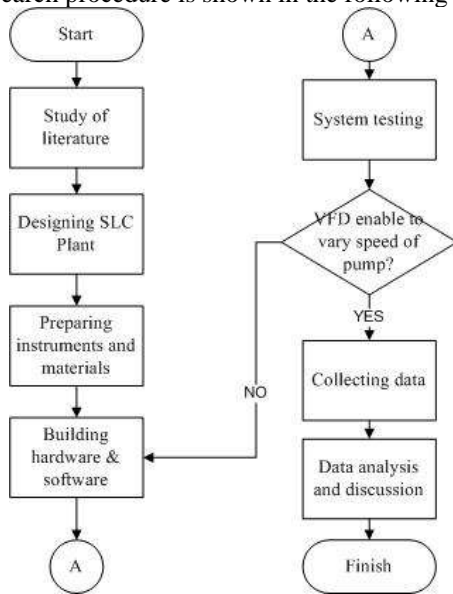 search procedure is shown in the following
Start
Study of
literature
Designing SLC
Plant
Preparing
instruments and
materials
Building
hardware &
software
A
A
System testing
VFD enable to
vary speed of
pump?
YES
NO
Collecting data
Data analysis
and discussion
Finish